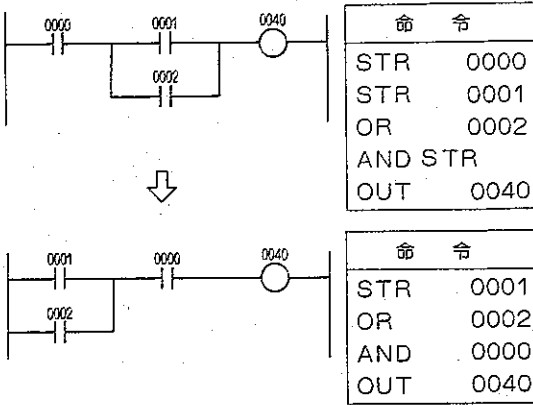 0000 0001 0040
0002
命 令
STR 0000
STR 0001
OR 0002
AND STR
OUT 0040
0001 0000 0040
0002
命 令
STR 0001
OR 0002
AND 0000
OUT 0040